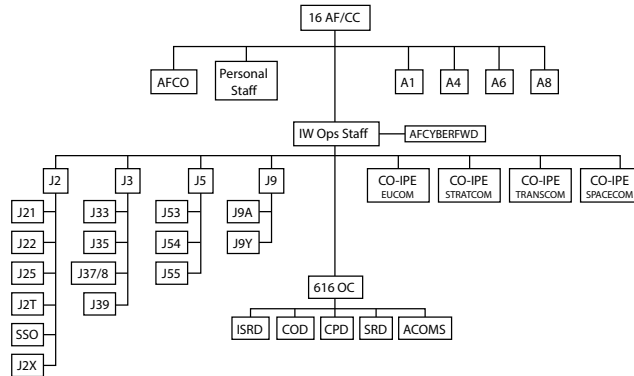 16 AF/CC
AFCO
Personal
Staff
A1
A4
A6
A8
IW Ops Staff
AFCYBERFWD
J2
J3
J5
J9
CO-IPE
EUCOM
CO-IPE
STRATCOM
CO-IPE
TRANSCOM
CO-IPE
SPACECOM
J21
J33
J53
J9A
J22
J35
J54
J9Y
J25
J37/8
J55
J2T
J39
616 OC
SSO
ISRD
COD
CPD
SRD
ACOMS
J2X